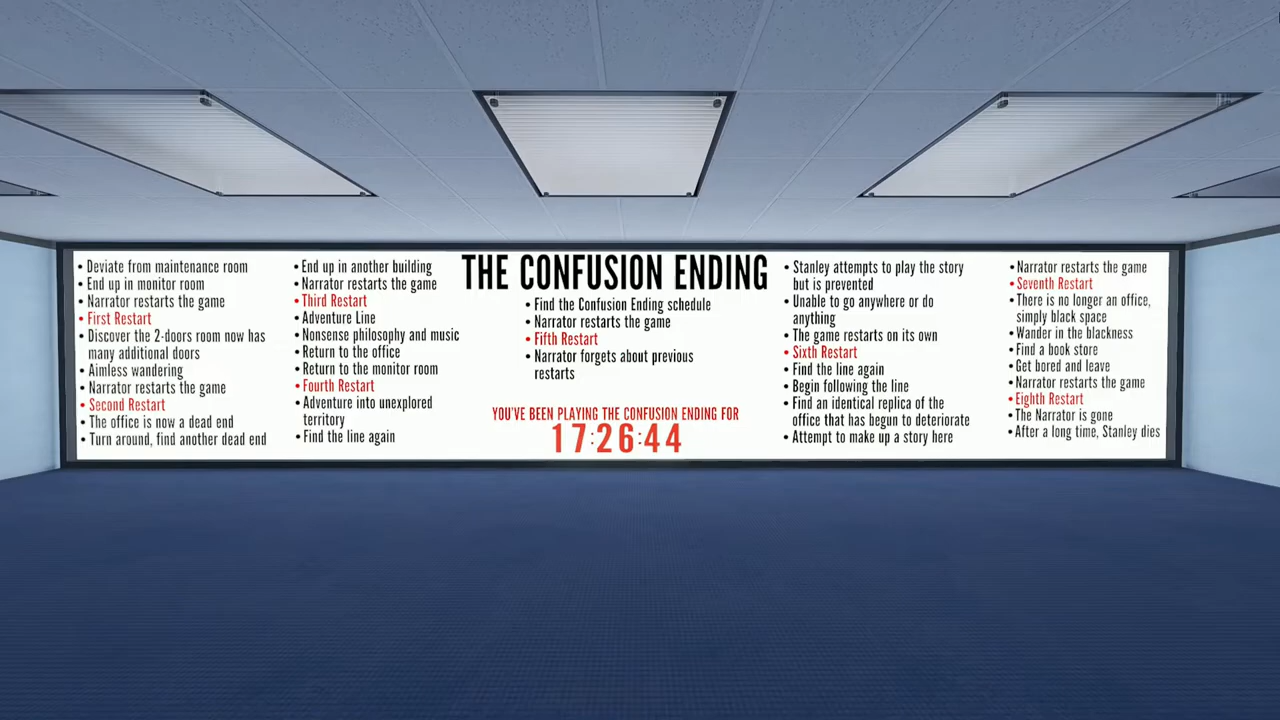 • Deviate from maintenance room
• End up in monitor room
• Narrator restarts the game
• First Restart
• Discover the 2-doors room now has
many additional doors
• Aimless wandering
• Narrator restarts the game
• Second Restart
• The office is now a dead end
• Turn around, find another dead end
• End up in another building
• Narrator restarts the game
• Third Restart
• Adventure Line
• Nonsense philosophy and music
• Return to the office
• Return to the monitor room
• Fourth Restart
• Adventure into unexplored
territory
• Find the line again
THE CONFUSION ENDING
• Find the Confusion Ending schedule
• Narrator restarts the game
• Fifth Restart
• Narrator forgets about previous
restarts
YOU'VE BEEN PLAYING THE CONFUSION ENDING FOR
17:26:44
• Stanley attempts to play the story
but is prevented
• Unable to go anywhere or do
anything
• The game restarts on its own
• Sixth Restart
• Find the line again
• Begin following the line
• Find an identical replica of the
office that has begun to deteriorate
• Attempt to make up a story here
• Narrator restarts the game
• Seventh Restart
• There is no longer an office,
simply black space
• Wander in the blackness
• Find a book store
• Get bored and leave
• Narrator restarts the game
• Eighth Restart
• The Narrator is gone
• After a long time, Stanley dies